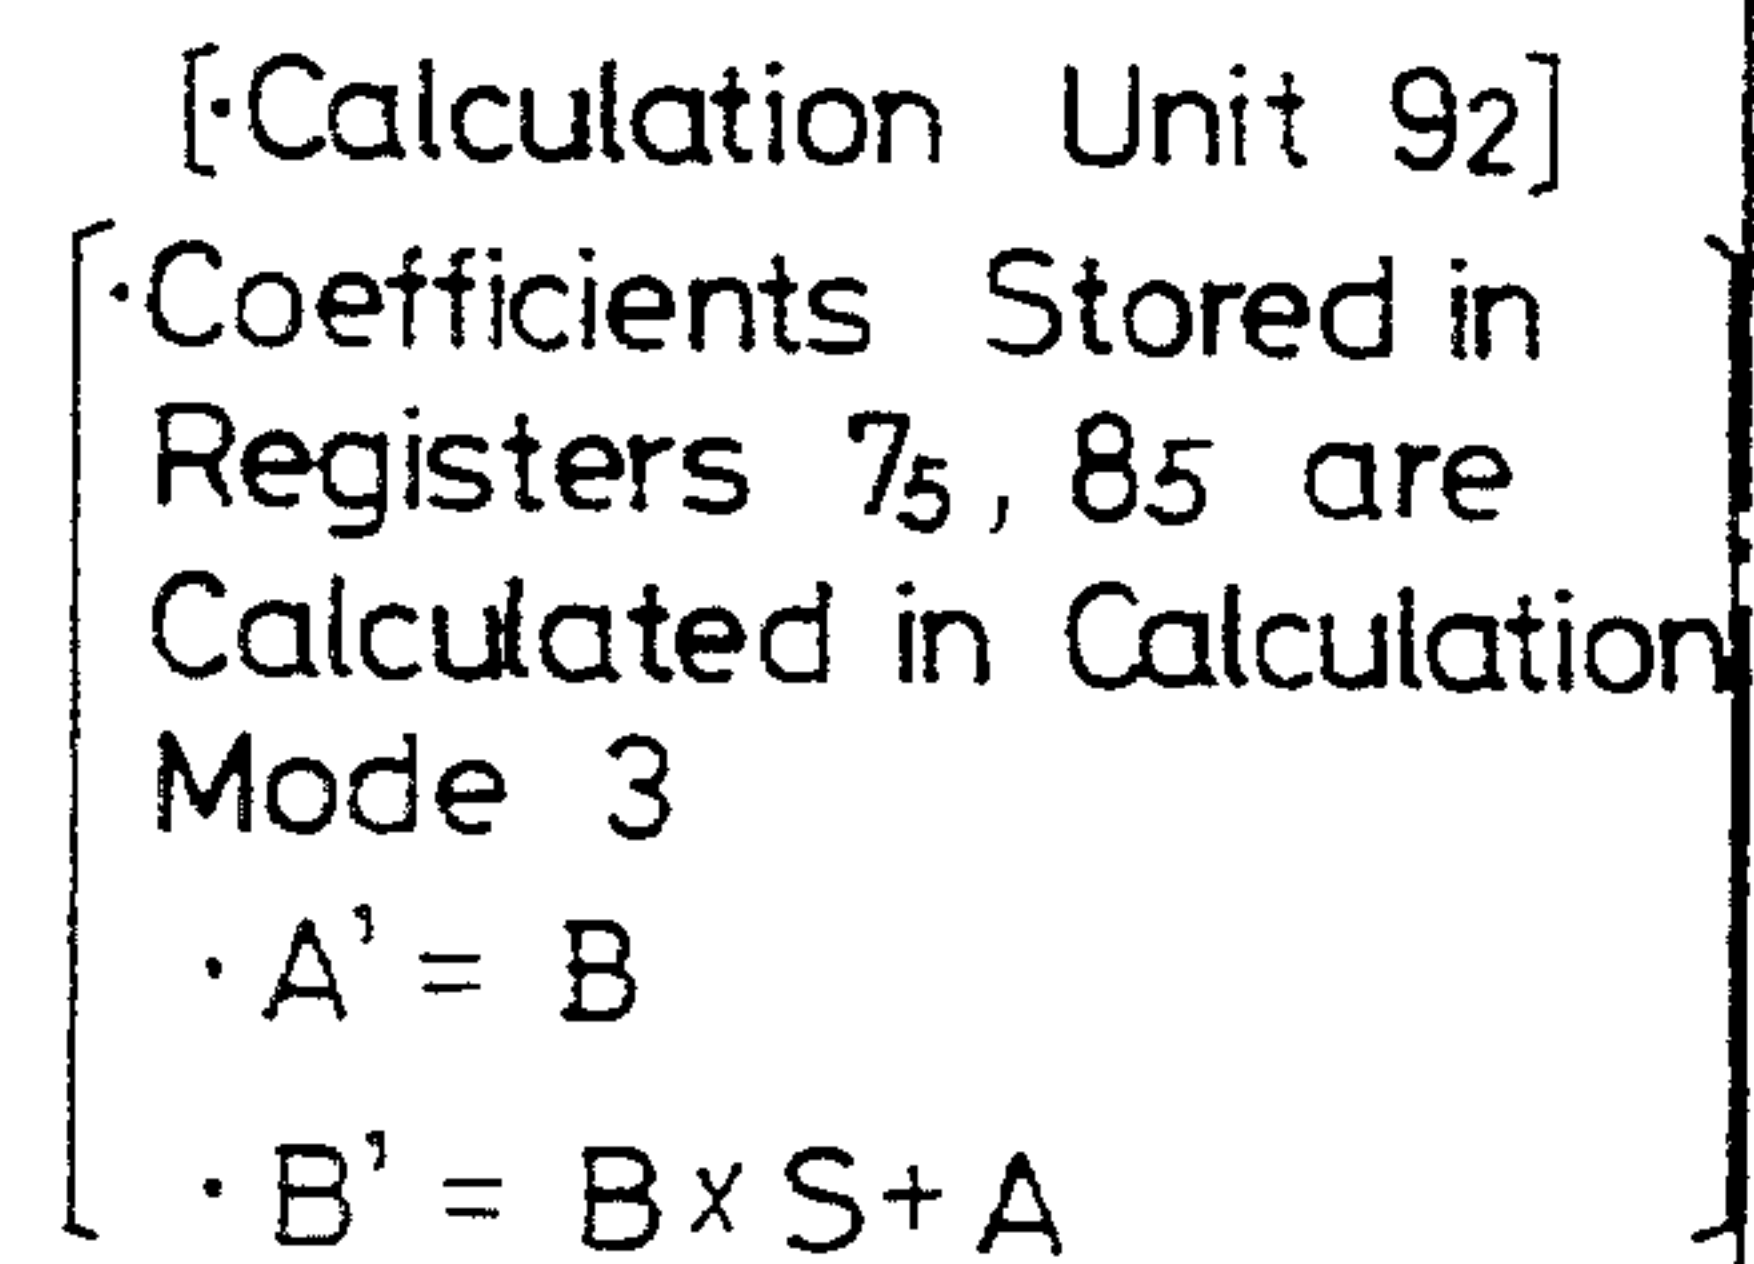 [·Calculation Unit 92]
·Coefficients Stored in
Registers 75, 85 are
Calculated in Calculation
Mode 3
· A' = B
· B' = B x S + A